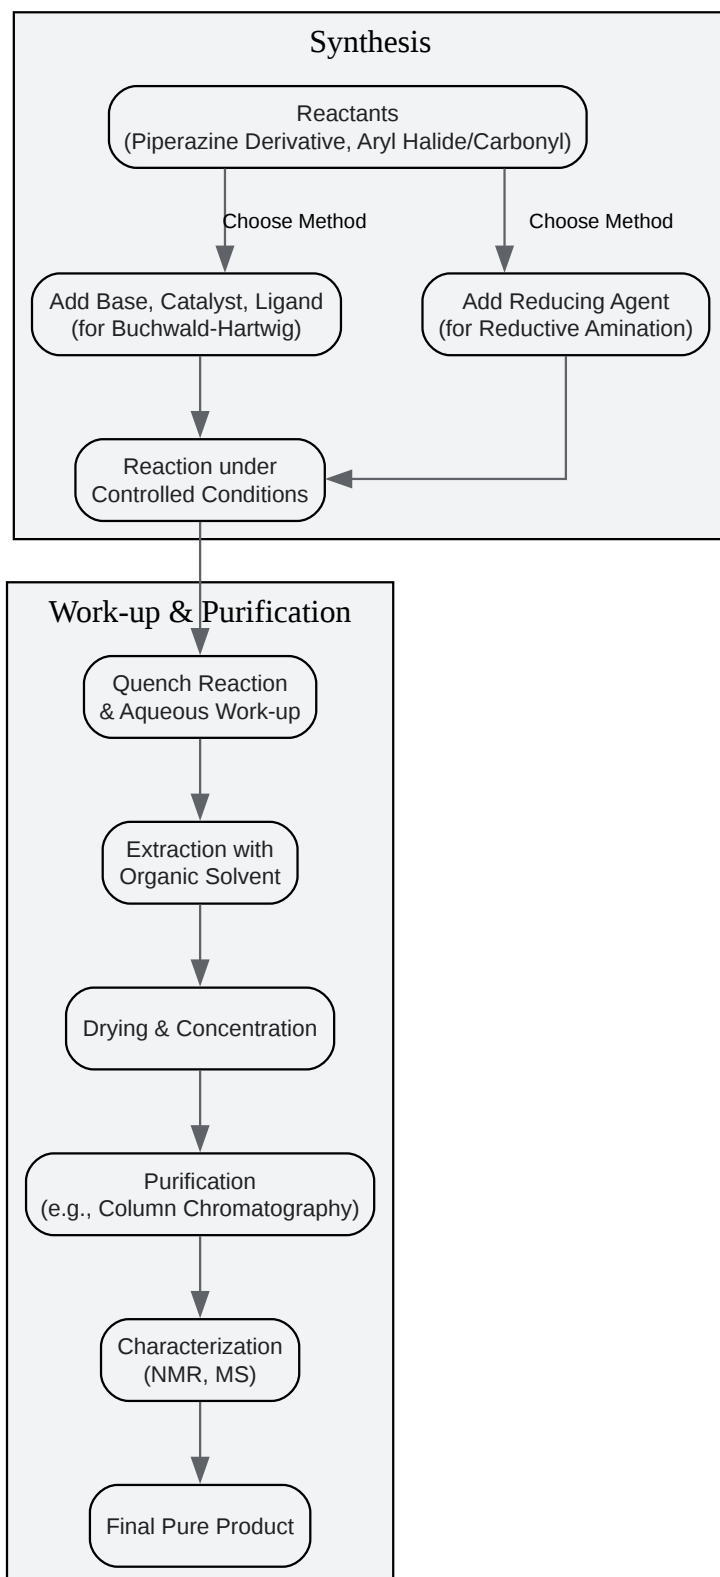 Synthesis
Reactants
(Piperazine Derivative, Aryl Halide/Carbonyl)
Choose Method
Choose Method
Add Base, Catalyst, Ligand
(for Buchwald-Hartwig)
Add Reducing Agent
(for Reductive Amination)
Reaction under
Controlled Conditions
Work-up & Purification
Quench Reaction
& Aqueous Work-up
Extraction with
Organic Solvent
Drying & Concentration
Purification
(e.g., Column Chromatography)
Characterization
(NMR, MS)
Final Pure Product